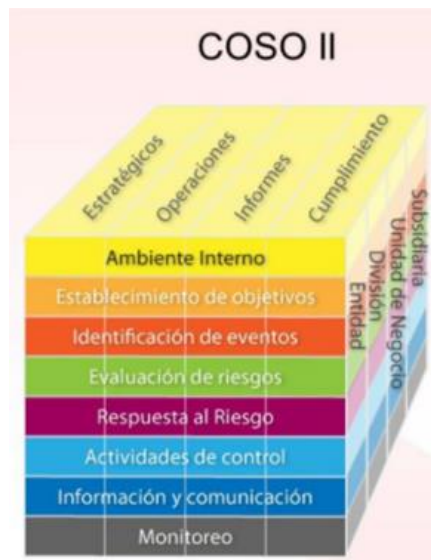 COSO II
Estratégicos
Operaciones
Informes
Cumplimiento
Ambiente Interno
Establecimiento de objetivos
Identificación de eventos
Evaluación de riesgos
Respuesta al Riesgo
Actividades de control
Información y comunicación
Monitoreo
Entidad
División
Unidad de Negocio
Subsidiaria